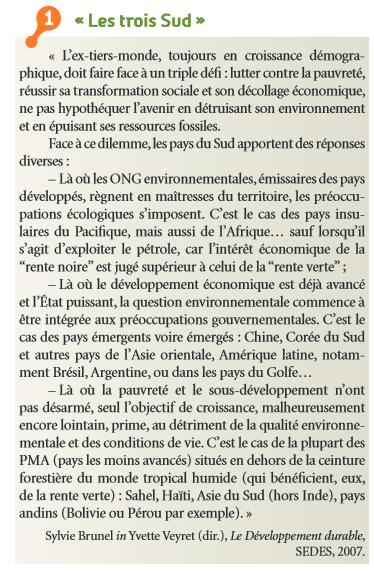 1 « Les trois Sud »
« L’ex-tiers-monde, toujours en croissance démogra-
phique, doit faire face à un triple défi : lutter contre la pauvreté,
réussir sa transformation sociale et son décollage économique,
ne pas hypothéquer l’avenir en détruisant son environnement
et en épuisant ses ressources fossiles.
Face à ce dilemme, les pays du Sud apportent des réponses
diverses :
– Là où les ONG environnementales, émissaires des pays
développés, règnent en maîtresses du territoire, les préoccu-
pations écologiques s’imposent. C’est le cas des pays insu-
laires du Pacifique, mais aussi de l’Afrique… sauf lorsqu’il
s’agit d’exploiter le pétrole, car l’intérêt économique de la
“rente noire” est jugé supérieur à celui de la “rente verte” ;
– Là où le développement économique est déjà avancé
et l’État puissant, la question environnementale commence à
être intégrée aux préoccupations gouvernementales. C’est le
cas des pays émergents voire émergés : Chine, Corée du Sud
et autres pays de l’Asie orientale, Amérique latine, notam-
ment Brésil, Argentine, ou dans les pays du Golfe…
– Là où la pauvreté et le sous-développement n’ont
pas désarmé, seul l’objectif de croissance, malheureusement
encore lointain, prime, au détriment de la qualité environne-
mentale et des conditions de vie. C’est le cas de la plupart des
PMA (pays les moins avancés) situés en dehors de la ceinture
forestière du monde tropical humide (qui bénéficient, eux,
de la rente verte) : Sahel, Haïti, Asie du Sud (hors Inde), pays
andins (Bolivie ou Pérou par exemple). »
Sylvie Brunel in Yvette Veyret (dir.), Le Développement durable,
SEDES, 2007.